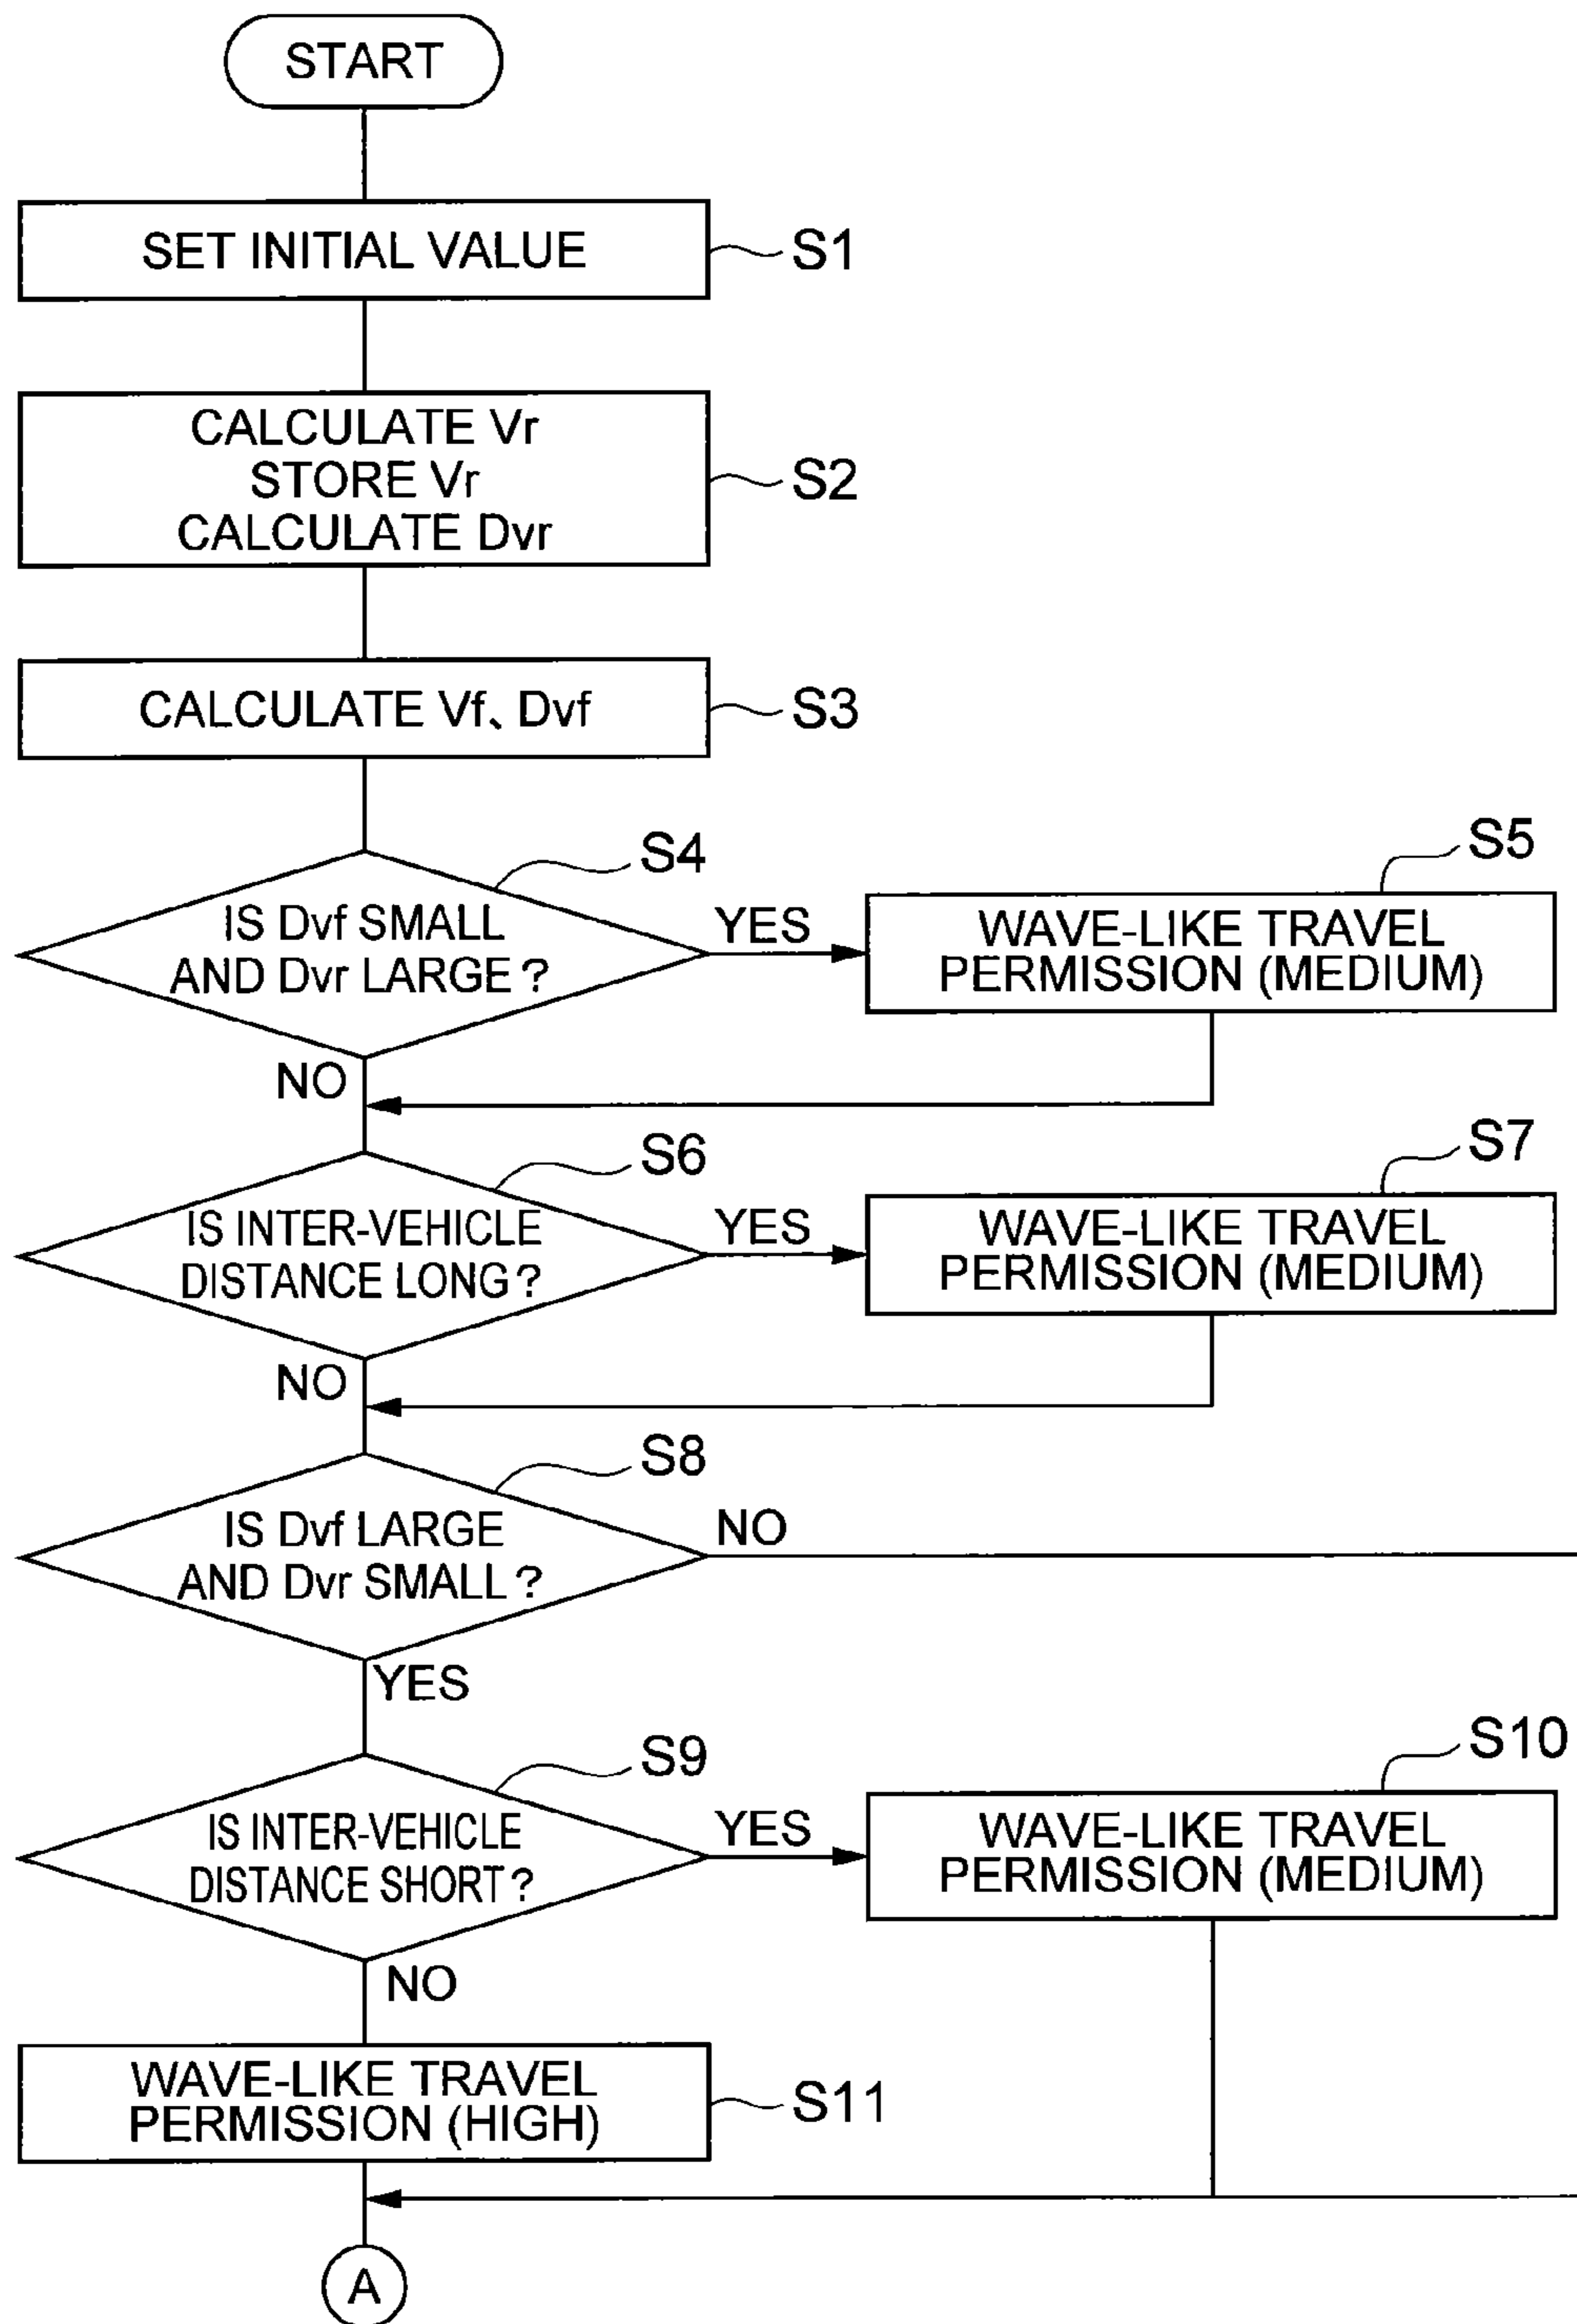 START
SET INITIAL VALUE
S1
CALCULATE Vr
STORE Vr
CALCULATE Dvr
S2
CALCULATE Vf、Dvf
S3
S4
IS Dvf SMALL
AND Dvr LARGE?
YES
S5
WAVE-LIKE TRAVEL
PERMISSION (MEDIUM)
NO
S6
IS INTER-VEHICLE
DISTANCE LONG?
YES
S7
WAVE-LIKE TRAVEL
PERMISSION (MEDIUM)
NO
S8
IS Dvf LARGE
AND Dvr SMALL?
NO
YES
S9
IS INTER-VEHICLE
DISTANCE SHORT?
YES
S10
WAVE-LIKE TRAVEL
PERMISSION (MEDIUM)
NO
WAVE-LIKE TRAVEL
PERMISSION (HIGH)
S11
A